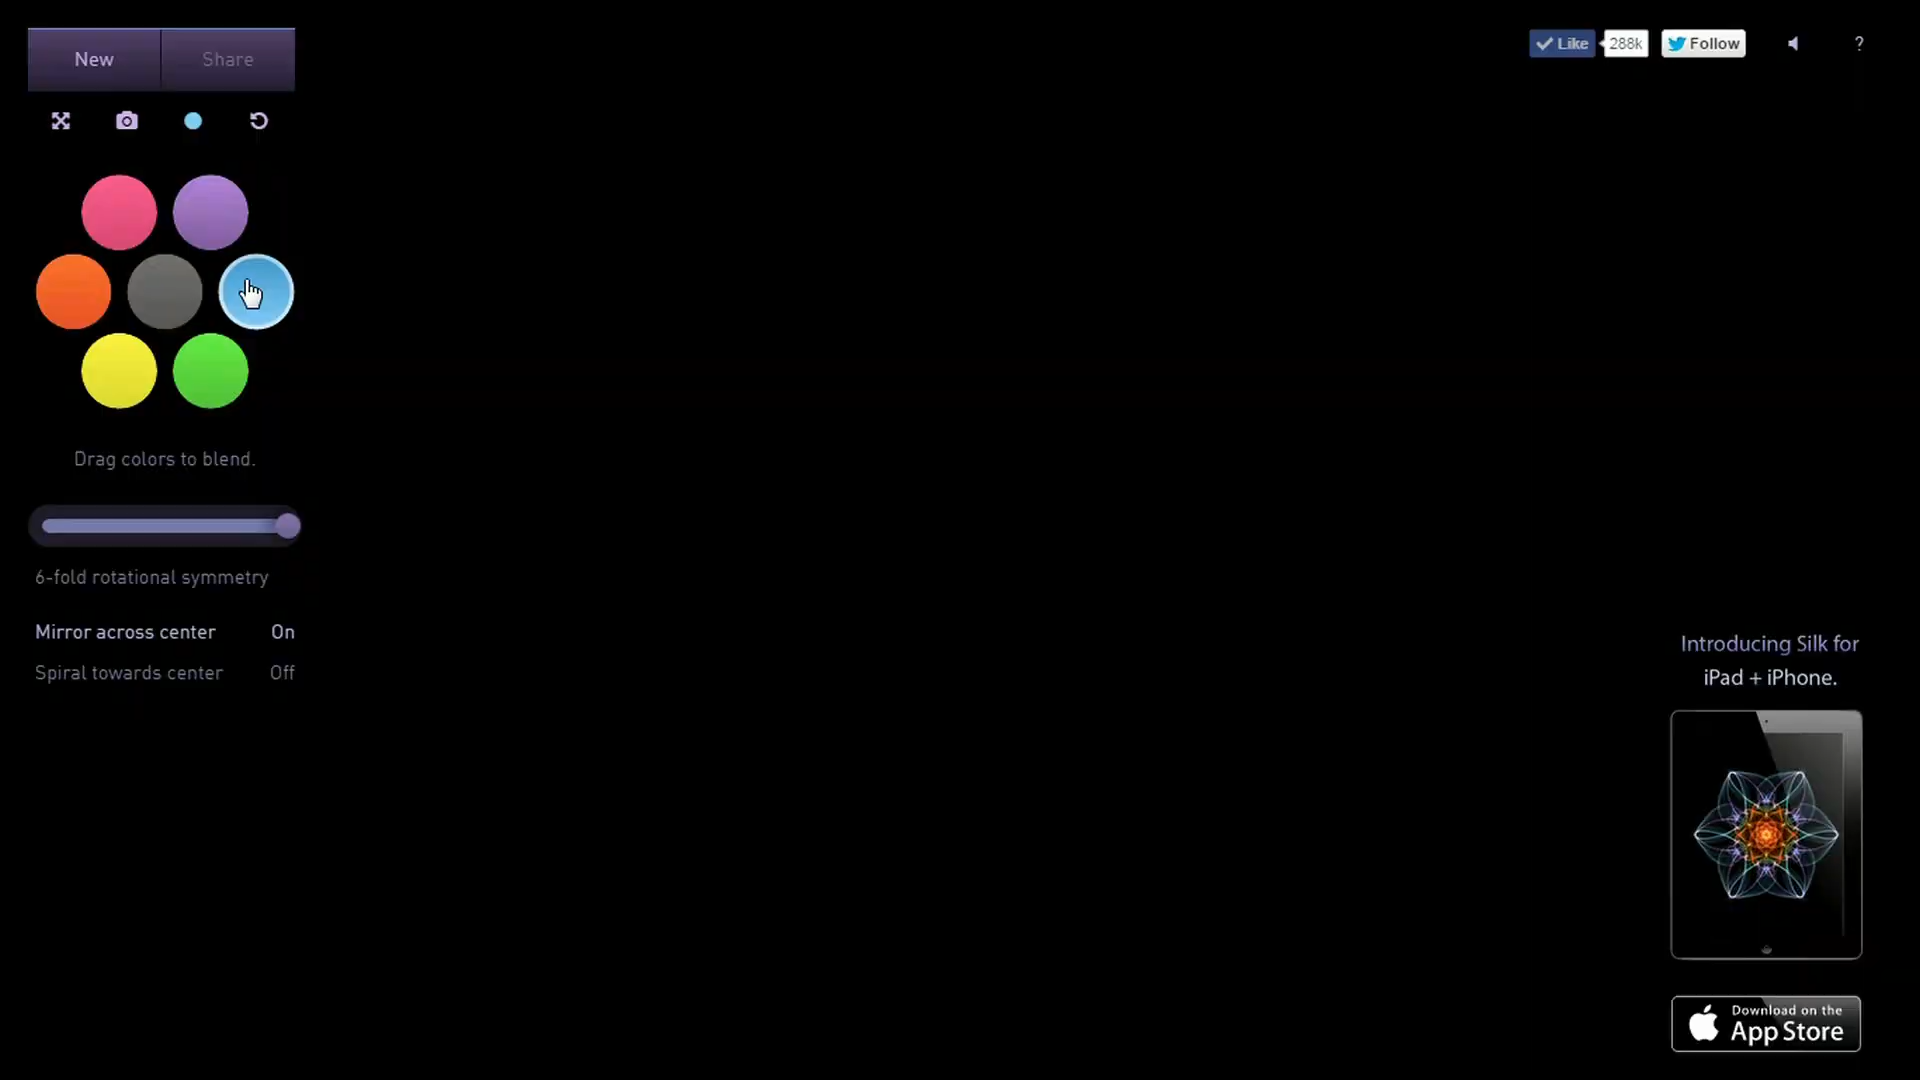 New
Share
Like
288k
Follow
?
Drag colors to blend.
6-fold rotational symmetry
Mirror across center On
Spiral towards center Off
Introducing Silk for
iPad + iPhone.
Download on the
App Store